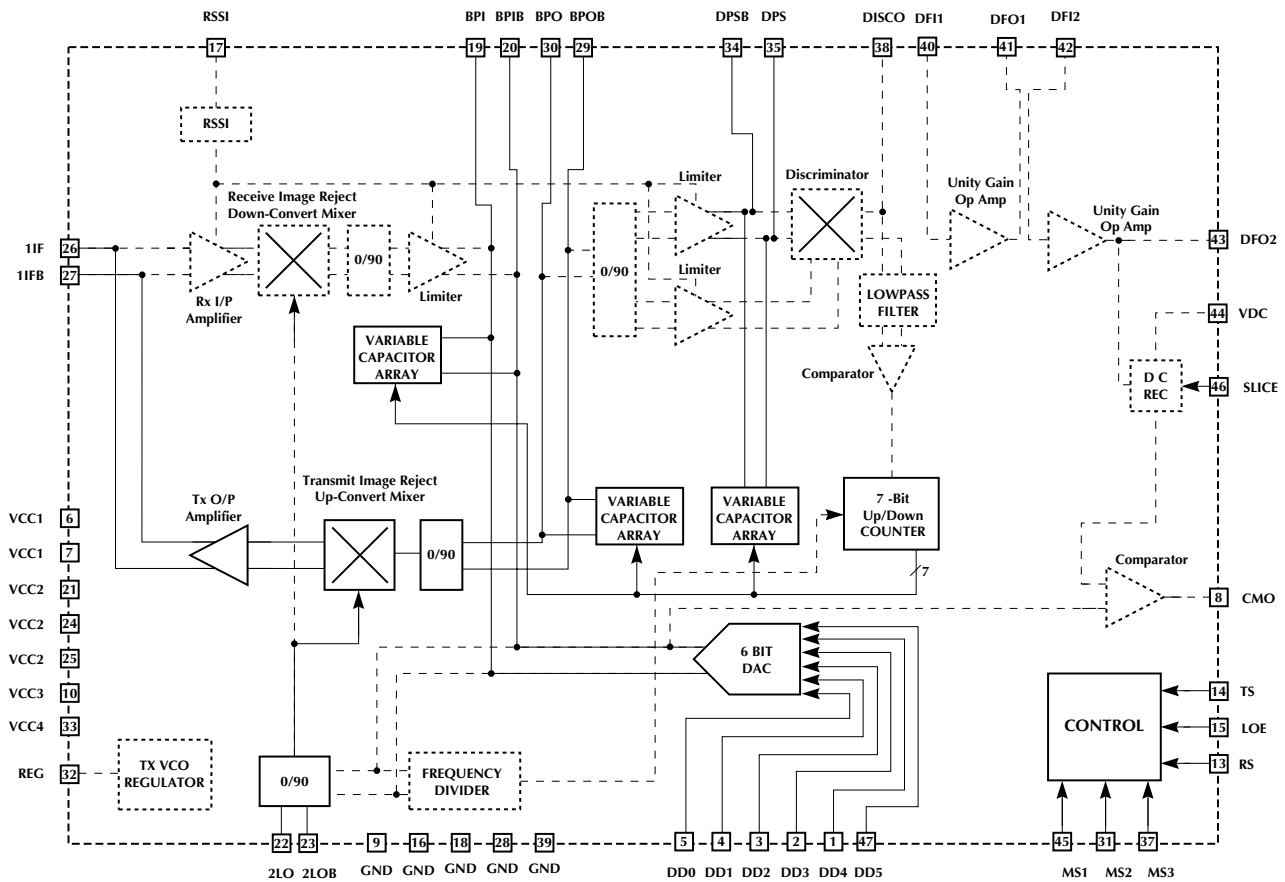 RSSI BPI BPIB BPO BPOB DPSB DPS DISCO DFI1 DFO1 DFI2
17 19 20 30 29 34 35 38 40 41 42
RSSI
Receive Image Reject
Down-Convert Mixer
Limiter
Discriminator
Unity Gain
Op Amp
Unity Gain
Op Amp
1IF 26
1IFB 27
0/90
Rx I/P
Amplifier
Limiter
0/90
Limiter
LOWPASS
FILTER
43 DFO2
44 VDC
VARIABLE
CAPACITOR
ARRAY
Comparator
D C
REC
46 SLICE
Transmit Image Reject
Up-Convert Mixer
Tx O/P
Amplifier
0/90
VARIABLE
CAPACITOR
ARRAY
VARIABLE
CAPACITOR
ARRAY
7 -Bit
Up/Down
COUNTER
7
Comparator
8 CMO
VCC1 6
VCC1 7
VCC2 21
VCC2 24
VCC2 25
VCC3 10
VCC4 33
REG 32
6 BIT
DAC
CONTROL
14 TS
15 LOE
13 RS
TX VCO
REGULATOR
0/90
FREQUENCY
DIVIDER
22 23 9 16 18 28 39 5 4 3 2 1 47 45 31 37
2LO 2LOB GND GND GND GND GND DD0 DD1 DD2 DD3 DD4 DD5 MS1 MS2 MS3